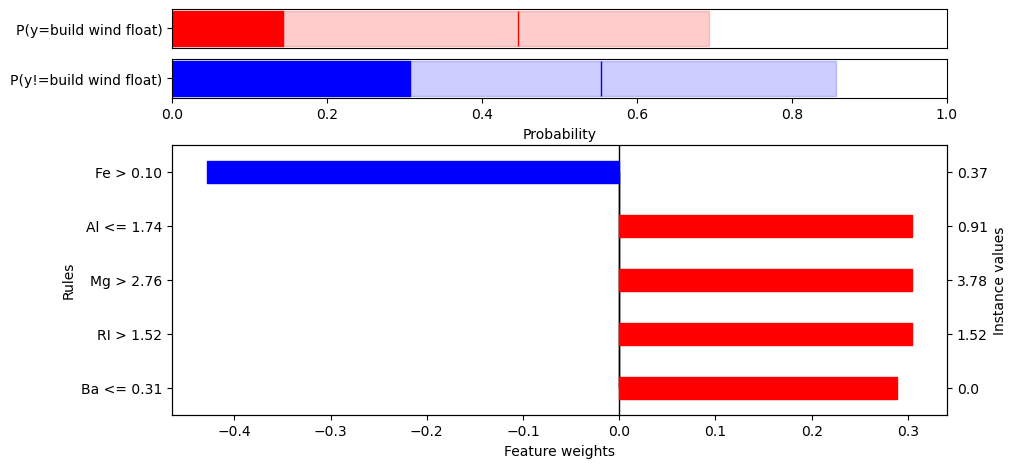 P(y=build wind float)
P(y!=build wind float)
0.0 0.2 0.4 0.6 0.8 1.0
Probability
Fe > 0.10 0.37
Al <= 1.74 0.91
Mg > 2.76 3.78
RI > 1.52 1.52
Ba <= 0.31 0.0
Rules
Instance values
−0.4 −0.3 −0.2 −0.1 0.0 0.1 0.2 0.3
Feature weights